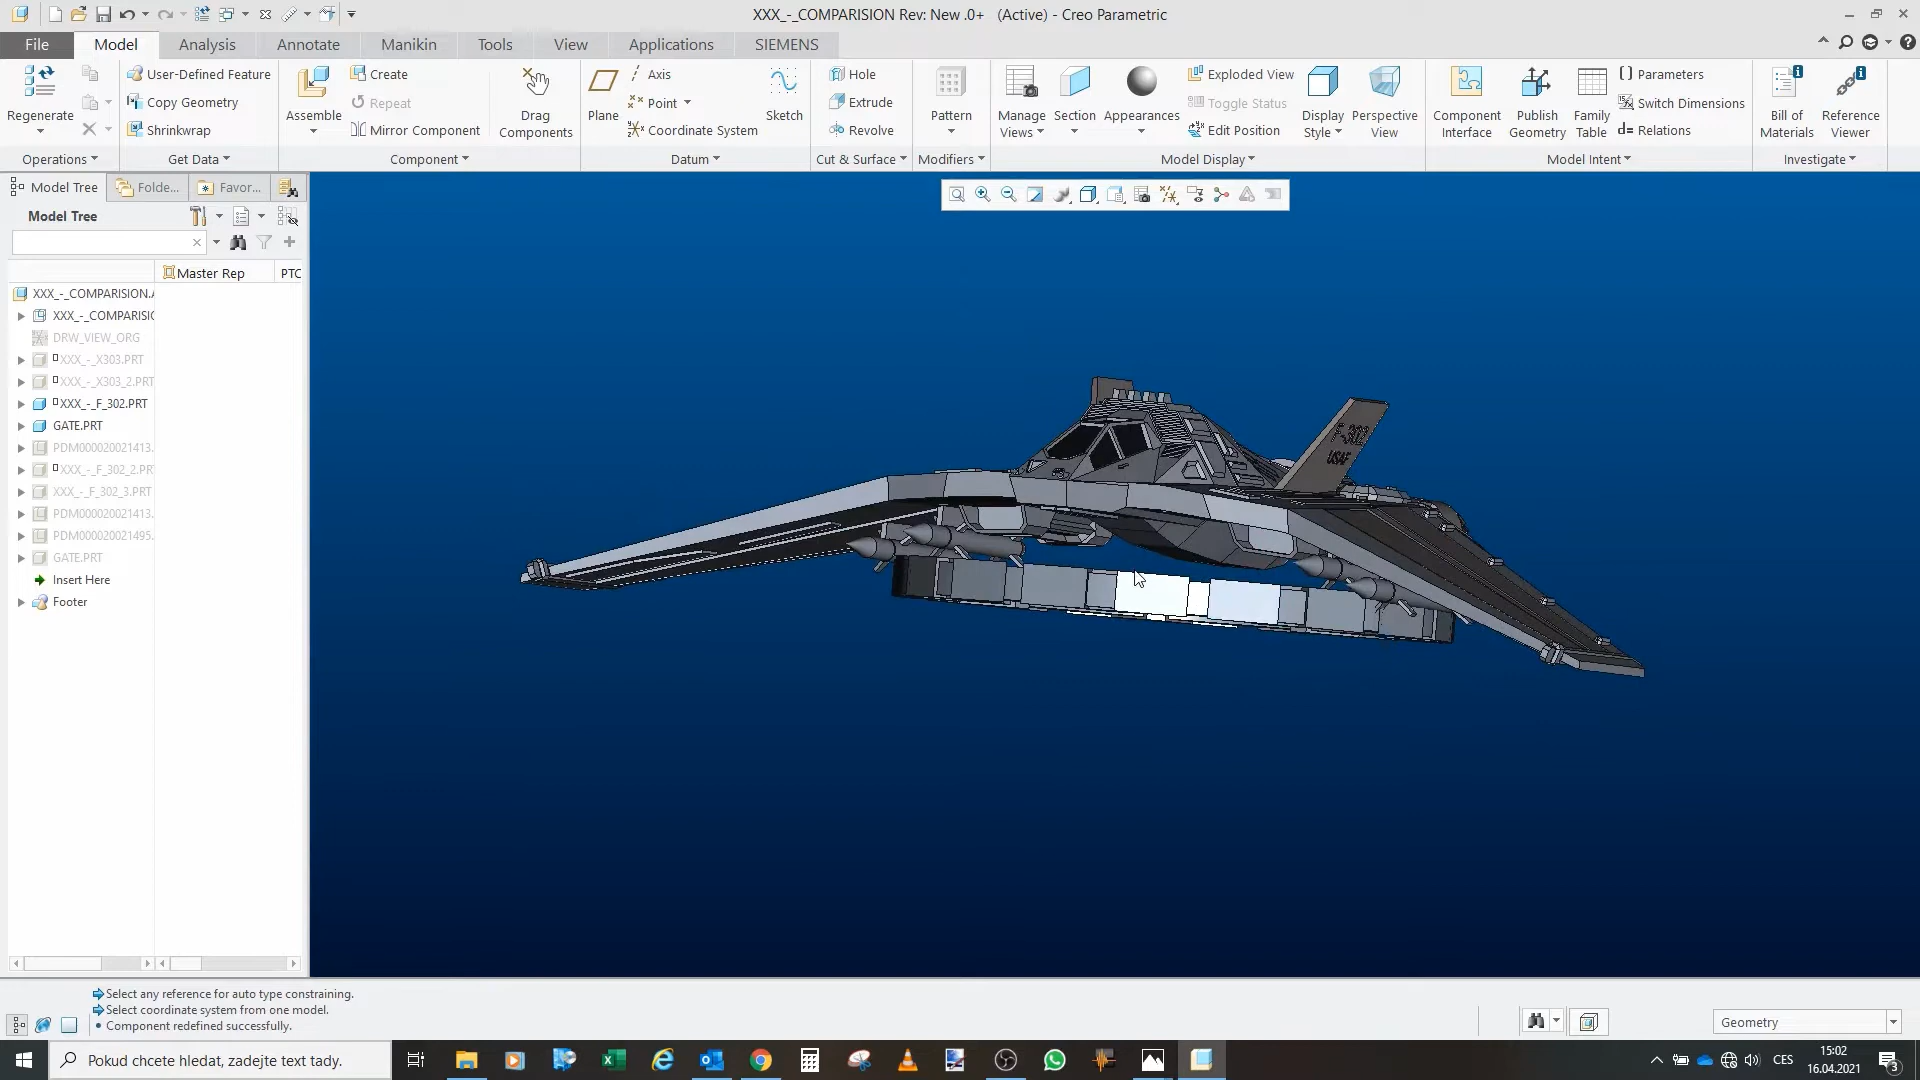 XXX_-_COMPARISION Rev: New .0+ (Active) - Creo Parametric
File Model Analysis Annotate Manikin Tools View Applications SIEMENS
Regenerate
Operations
User-Defined Feature
Copy Geometry
Shrinkwrap
Get Data
Assemble
Create
Repeat
Mirror Component
Drag
Components
Component
Plane
Axis
Point
Coordinate System
Sketch
Datum
Hole
Extrude
Revolve
Cut & Surface
Pattern
Modifiers
Manage
Views
Section
Appearances
Exploded View
Toggle Status
Edit Position
Display
Style
Perspective
View
Model Display
Component
Interface
Publish
Geometry
Family
Table
Parameters
Switch Dimensions
d= Relations
Model Intent
Bill of
Materials
Reference
Viewer
Investigate
Model Tree Folde... Favor...
Model Tree
Master Rep PTC
XXX_-_COMPARISION.A
XXX_-_COMPARISIO
DRW_VIEW_ORG
XXX_-_X303.PRT
XXX_-_X303_2.PRT
XXX_-_F_302.PRT
GATE.PRT
PDM000020021413.
XXX_-_F_302_2.PRT
XXX_-_F_302_3.PRT
PDM000020021413.
PDM000020021495.
GATE.PRT
Insert Here
Footer
F-302
USAF
Select any reference for auto type constraining.
Select coordinate system from one model.
• Component redefined successfully.
Geometry
Pokud chcete hledat, zadejte text tady.
CES
15:02
16.04.2021
3